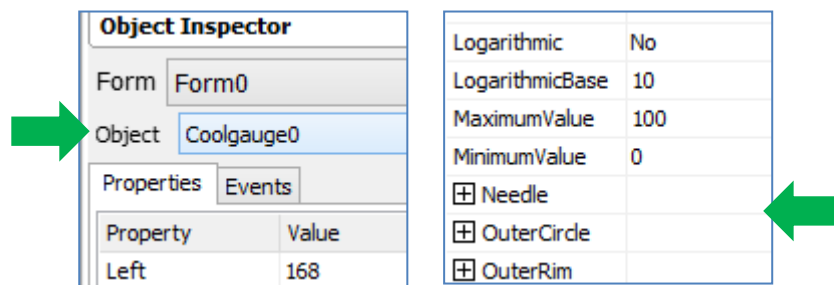 Object Inspector
Form Form0
Object Coolgauge0
Properties Events
Property Value
Left 168
Logarithmic No
LogarithmicBase 10
MaximumValue 100
MinimumValue 0
Needle
OuterCircle
OuterRim